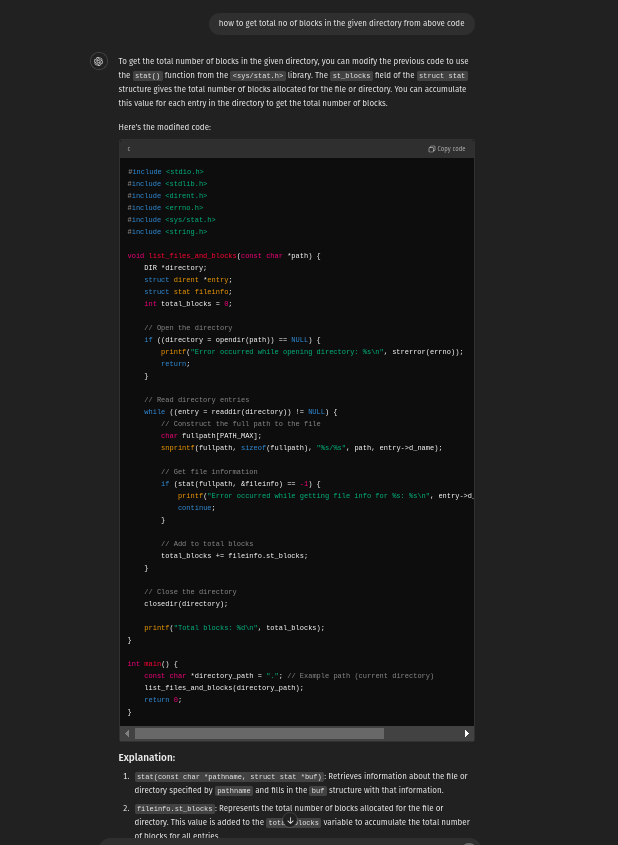 how to get total no of blocks in the given directory from above code
To get the total number of blocks in the given directory, you can modify the previous code to use
the stat() function from the <sys/stat.h> library. The st_blocks field of the struct stat
structure gives the total number of blocks allocated for the file or directory. You can accumulate
this value for each entry in the directory to get the total number of blocks.
Here's the modified code:
c Copy code
#include <stdio.h>
#include <stdlib.h>
#include <dirent.h>
#include <errno.h>
#include <sys/stat.h>
#include <string.h>
void list_files_and_blocks(const char *path) {
DIR *directory;
struct dirent *entry;
struct stat fileinfo;
int total_blocks = 0;
// Open the directory
if ((directory = opendir(path)) == NULL) {
printf("Error occurred while opening directory: %s\n", strerror(errno));
return;
}
// Read directory entries
while ((entry = readdir(directory)) != NULL) {
// Construct the full path to the file
char fullpath[PATH_MAX];
snprintf(fullpath, sizeof(fullpath), "%s/%s", path, entry->d_name);
// Get file information
if (stat(fullpath, &fileinfo) == -1) {
printf("Error occurred while getting file info for %s: %s\n", entry->d_
continue;
}
// Add to total blocks
total_blocks += fileinfo.st_blocks;
}
// Close the directory
closedir(directory);
printf("Total blocks: %d\n", total_blocks);
}
int main() {
const char *directory_path = "."; // Example path (current directory)
list_files_and_blocks(directory_path);
return 0;
}
Explanation:
1. stat(const char *pathname, struct stat *buf): Retrieves information about the file or
directory specified by pathname and fills in the buf structure with that information.
2. fileinfo.st_blocks: Represents the total number of blocks allocated for the file or
directory. This value is added to the variable to accumulate the total number
of blocks for all entries.